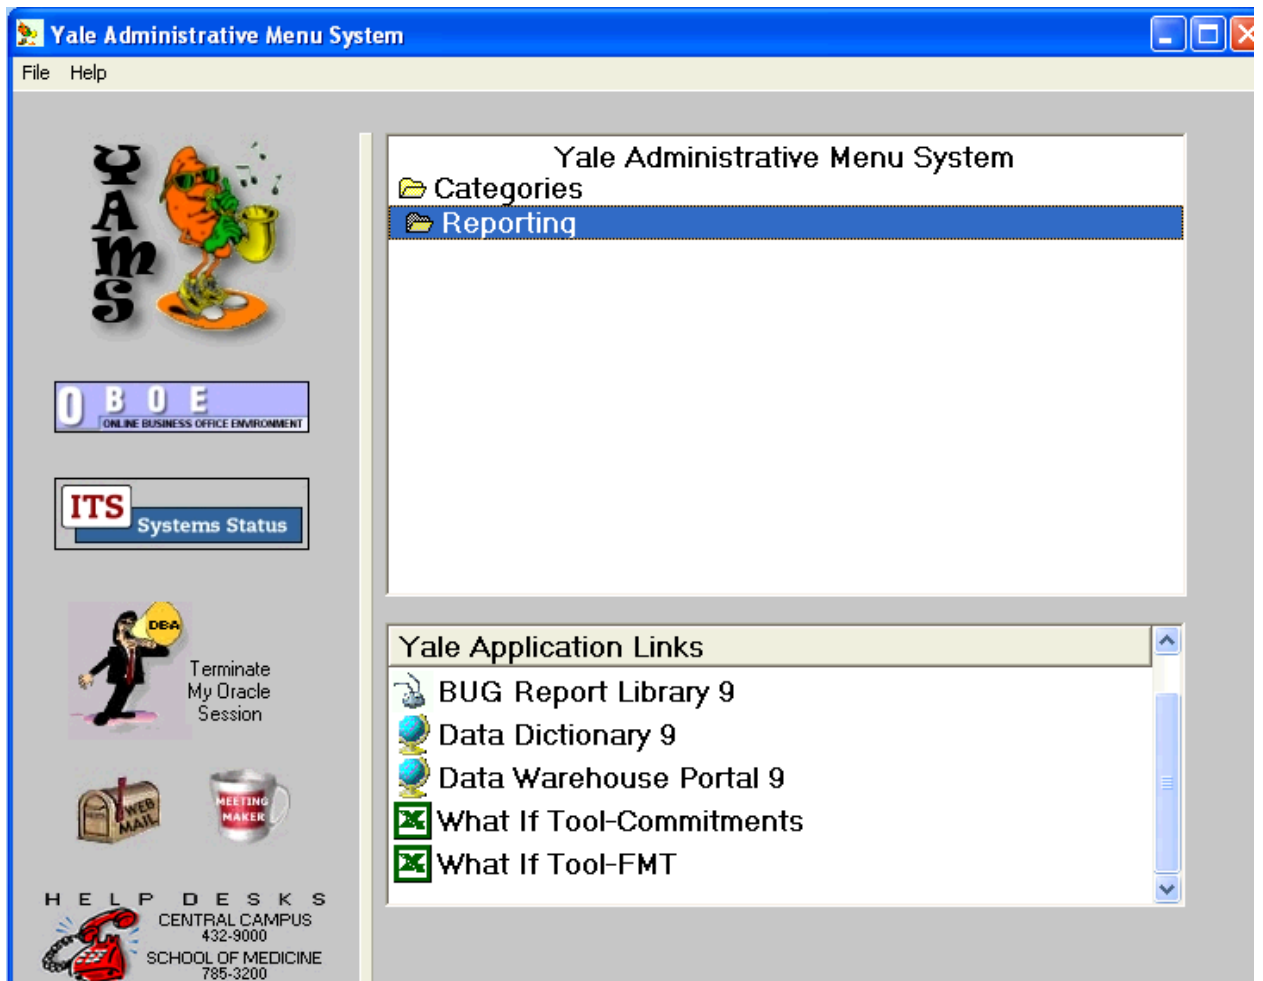 Yale Administrative Menu System
File Help
YAMS
OBOE
ONLINE BUSINESS OFFICE ENVIRONMENT
ITS
Systems Status
DBA
Terminate
My Oracle
Session
WEB
MAIL
MEETING
MAKER
HELP DESKS
CENTRAL CAMPUS
432-9000
SCHOOL OF MEDICINE
785-3200
Yale Administrative Menu System
Categories
Reporting
Yale Application Links
BUG Report Library 9
Data Dictionary 9
Data Warehouse Portal 9
What If Tool-Commitments
What If Tool-FMT